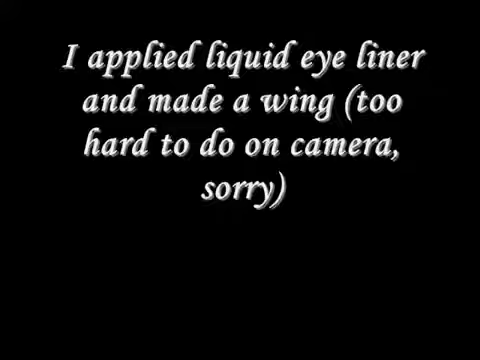 I applied liquid eye liner
and made a wing (too
hard to do on camera,
sorry)